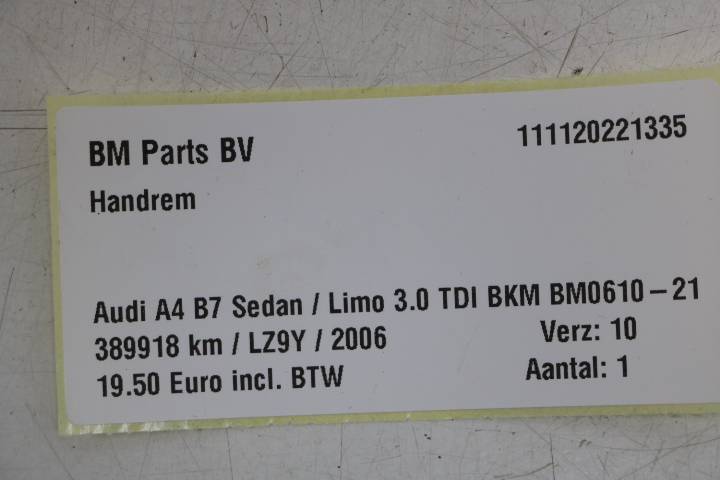 BM Parts BV 111120221335
Handrem
Audi A4 B7 Sedan / Limo 3.0 TDI BKM BM0610-21
389918 km / LZ9Y / 2006 Verz: 10
19.50 Euro incl. BTW Aantal: 1